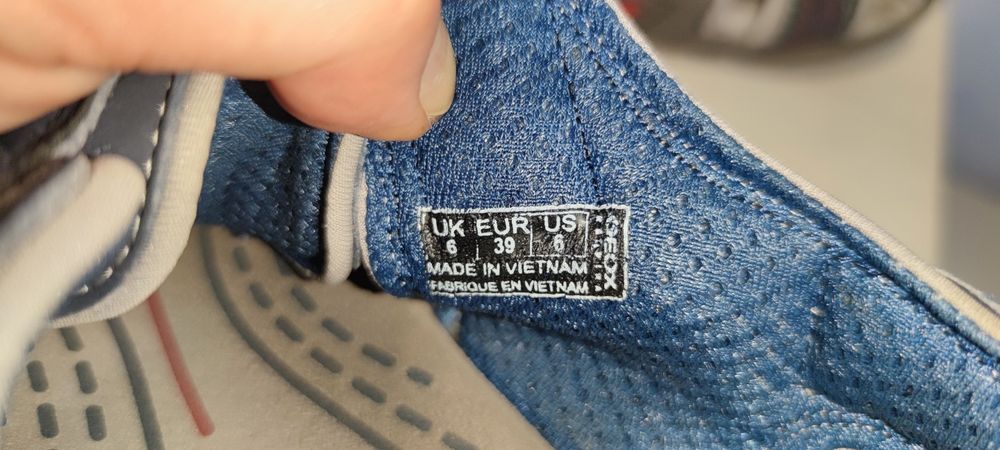 UK EUR US
6 39 6
MADE IN VIETNAM
FABRIQUE EN VIETNAM
GEOX